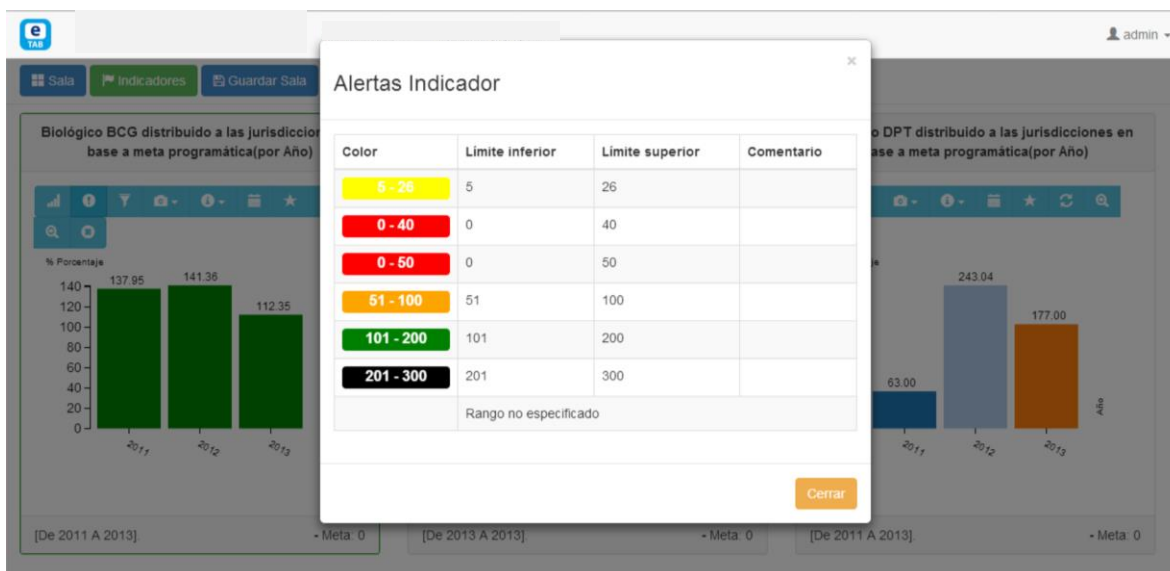 e
TAB
admin
Sala
Indicadores
Guardar Sala
Alertas Indicador
×
Color Límite inferior Límite superior Comentario
5 - 26 5 26
0 - 40 0 40
0 - 50 0 50
51 - 100 51 100
101 - 200 101 200
201 - 300 201 300
Rango no especificado
Cerrar
Biológico BCG distribuido a las
base a meta programática(por Año)
% Porcentaje
137.95
141.36
112.35
140
120
100
80
60
40
20
0
2011
2012
2013
[De 2011 A 2013].
- Meta: 0
[De 2013 A 2013].
- Meta: 0
DPT distribuido a las jurisdicciones en
a meta programática(por Año)
243.04
177.00
63.00
Año
2011
2012
2013
[De 2011 A 2013].
- Meta: 0